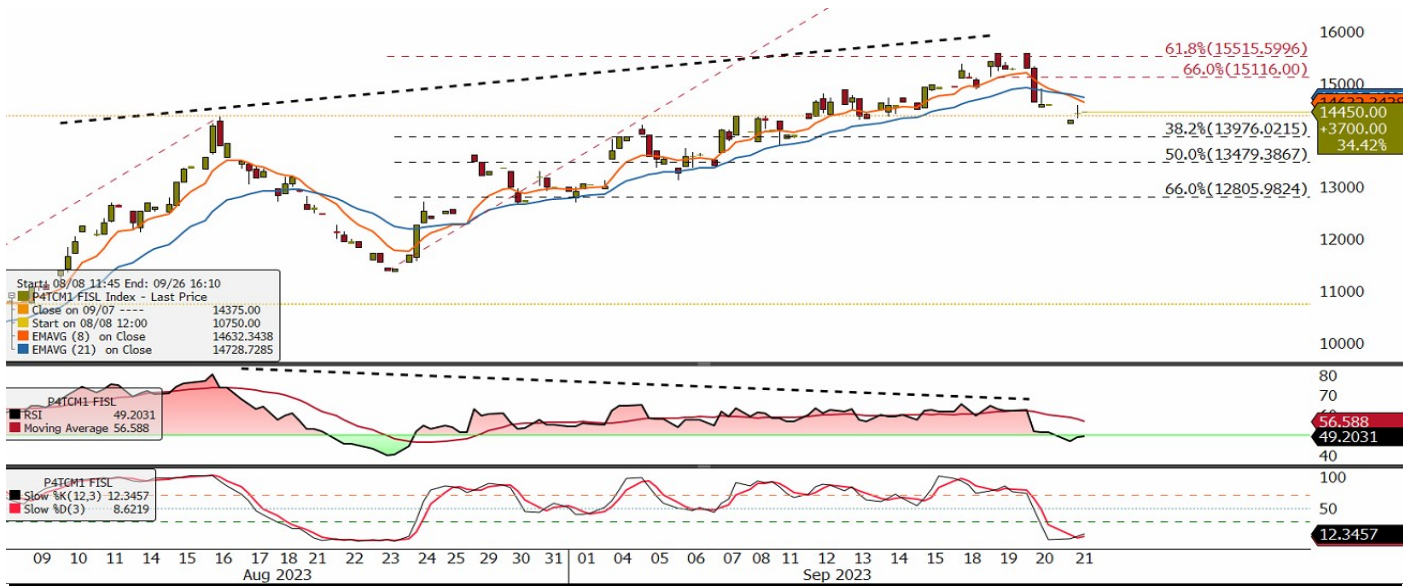 16000
61.8%(15515.5996)
66.0%(15116.00)
15000
14450.00
+3700.00
34.42%
38.2%(13976.0215)
50.0%(13479.3867)
66.0%(12805.9824)
13000
12000
11000
10000
Start: 08/08 11:45 End: 09/26 16:10
P4TCM1 FISL Index - Last Price
Close on 09/07 ---- 14375.00
Start on 08/08 12:00 10750.00
EMAVG (8) on Close 14632.3438
EMAVG (21) on Close 14728.7285
80
70
P4TCM1 FISL
RSI 49.2031
Moving Average 56.588
56.588
49.2031
40
P4TCM1 FISL
Slow %K(12,3) 12.3457
Slow %D(3) 8.6219
100
50
12.3457
09 10 11 14 15 16 17 18 21 22 23 24 25 29 30 31 01 04 05 06 07 08 11 12 13 14 15 18 19 20 21
Aug 2023 Sep 2023